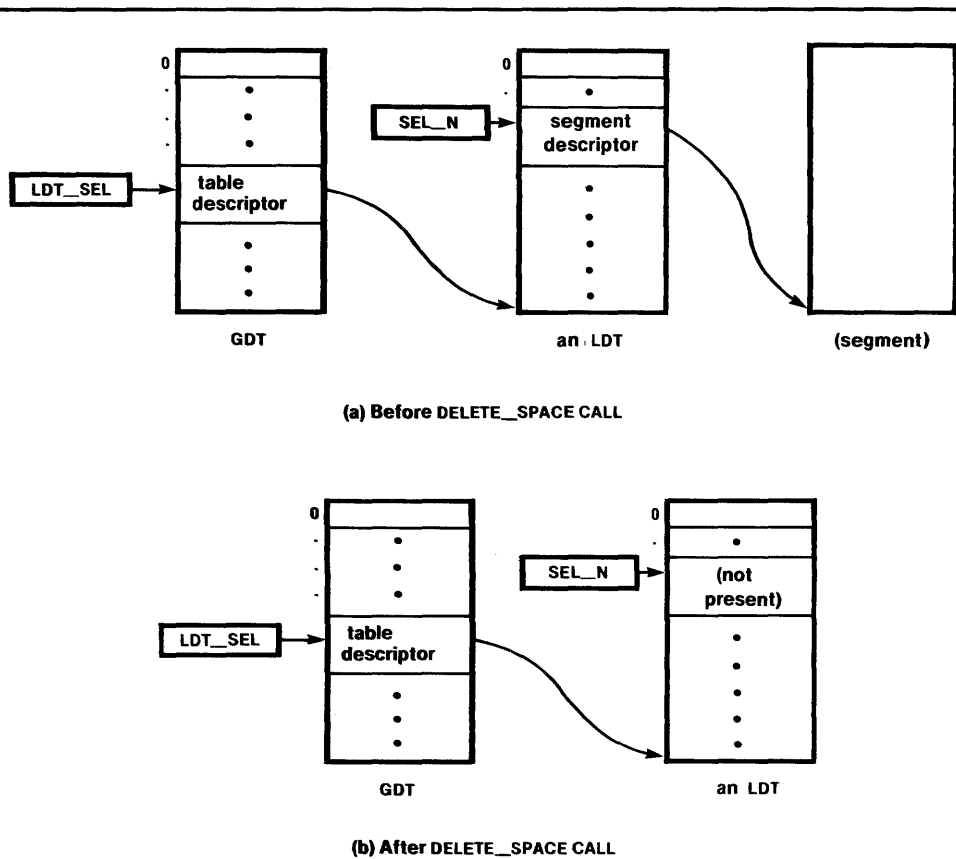 0
0
SEL_N
segment
descriptor
LDT_SEL
table
descriptor
GDT
an LDT
(segment)
(a) Before DELETE_SPACE CALL
0
0
SEL_N
(not
present)
LDT_SEL
table
descriptor
GDT
an LDT
(b) After DELETE_SPACE CALL